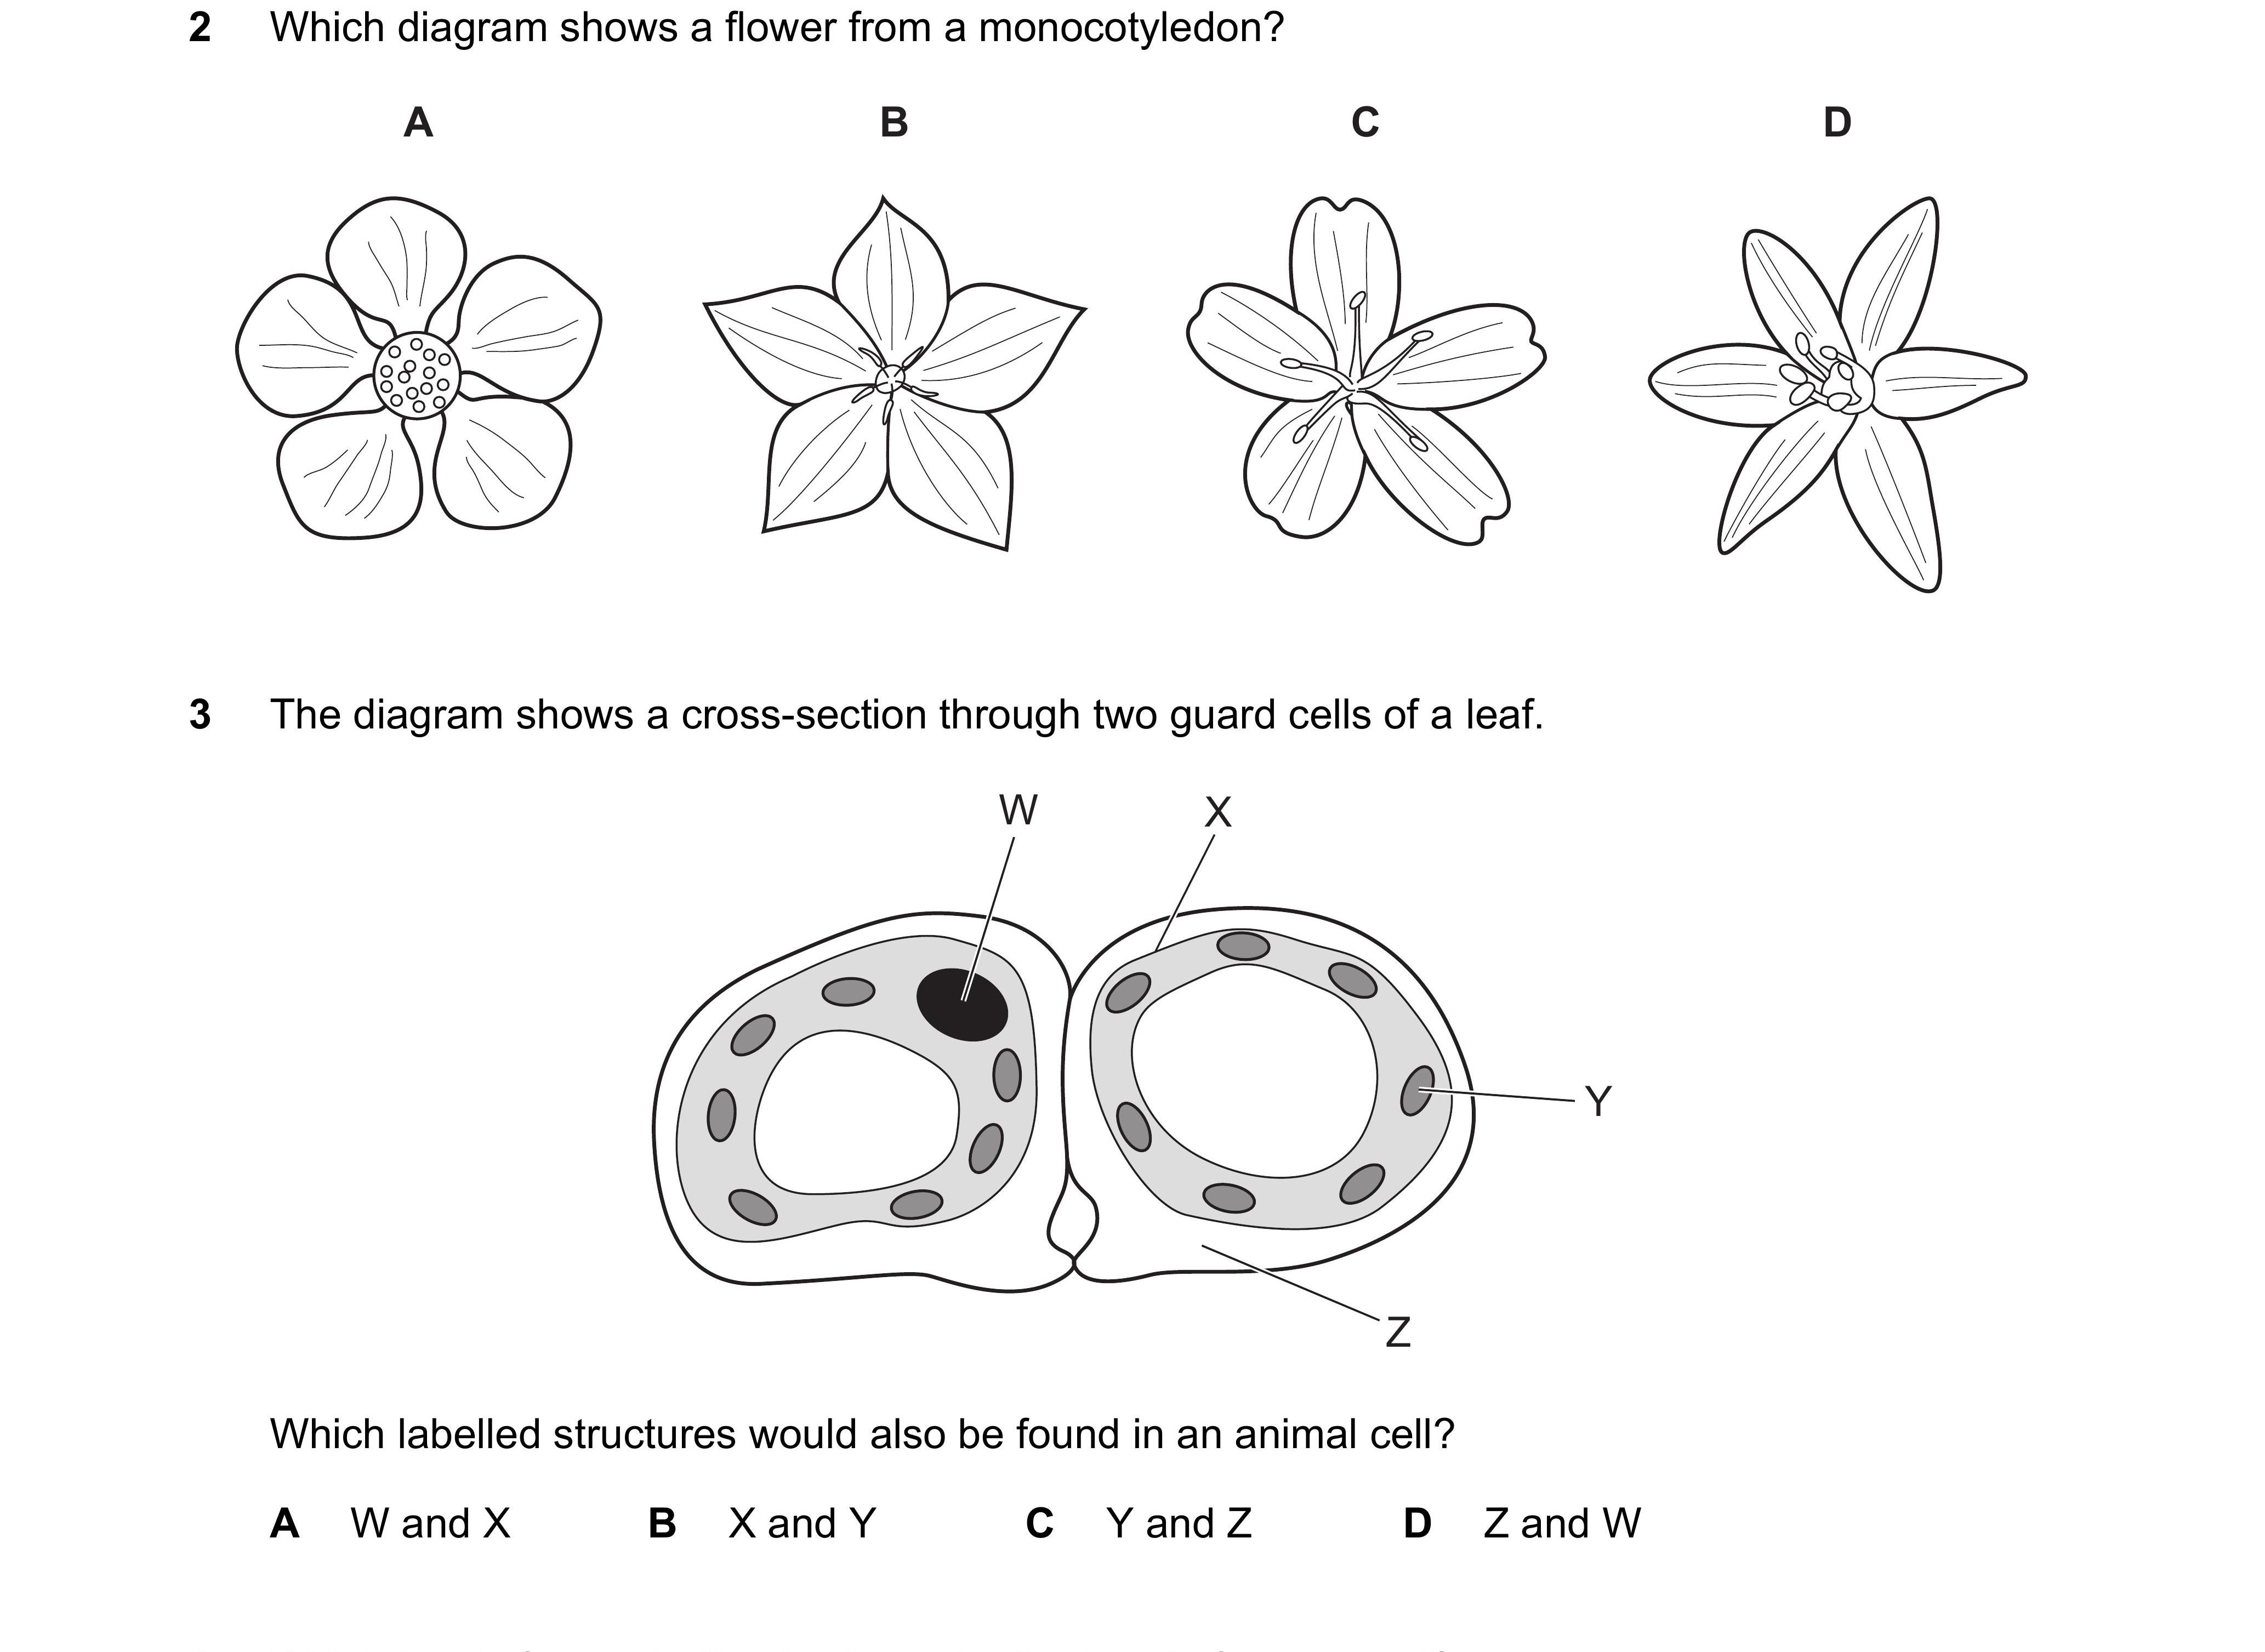 2 Which diagram shows a flower from a monocotyledon?
A B C D
3 The diagram shows a cross-section through two guard cells of a leaf.
W X
Y
Z
Which labelled structures would also be found in an animal cell?
A W and X B X and Y C Y and Z D Z and W